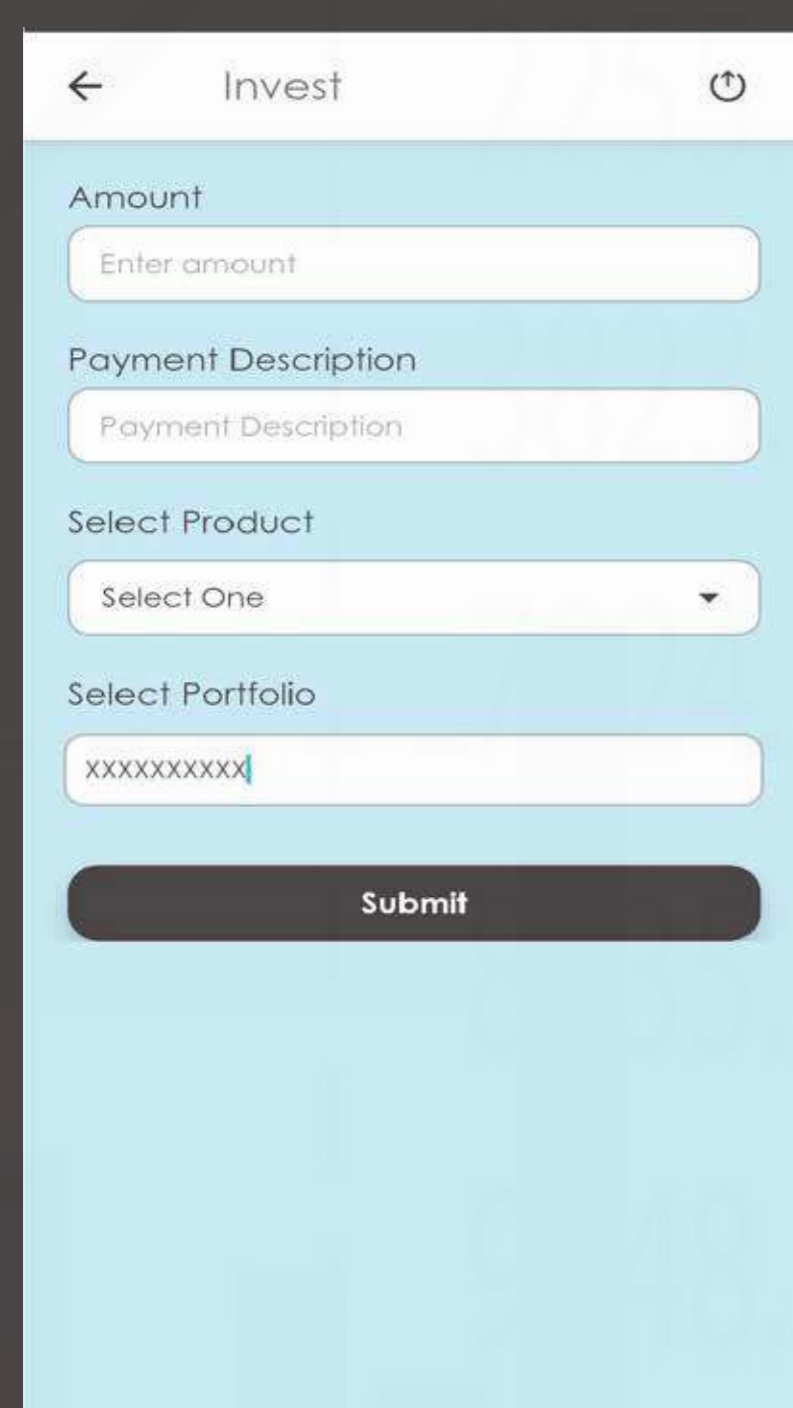 Invest
Amount
Enter amount
Payment Description
Payment Description
Select Product
Select One
Select Portfolio
XXXXXXXXXX
Submit